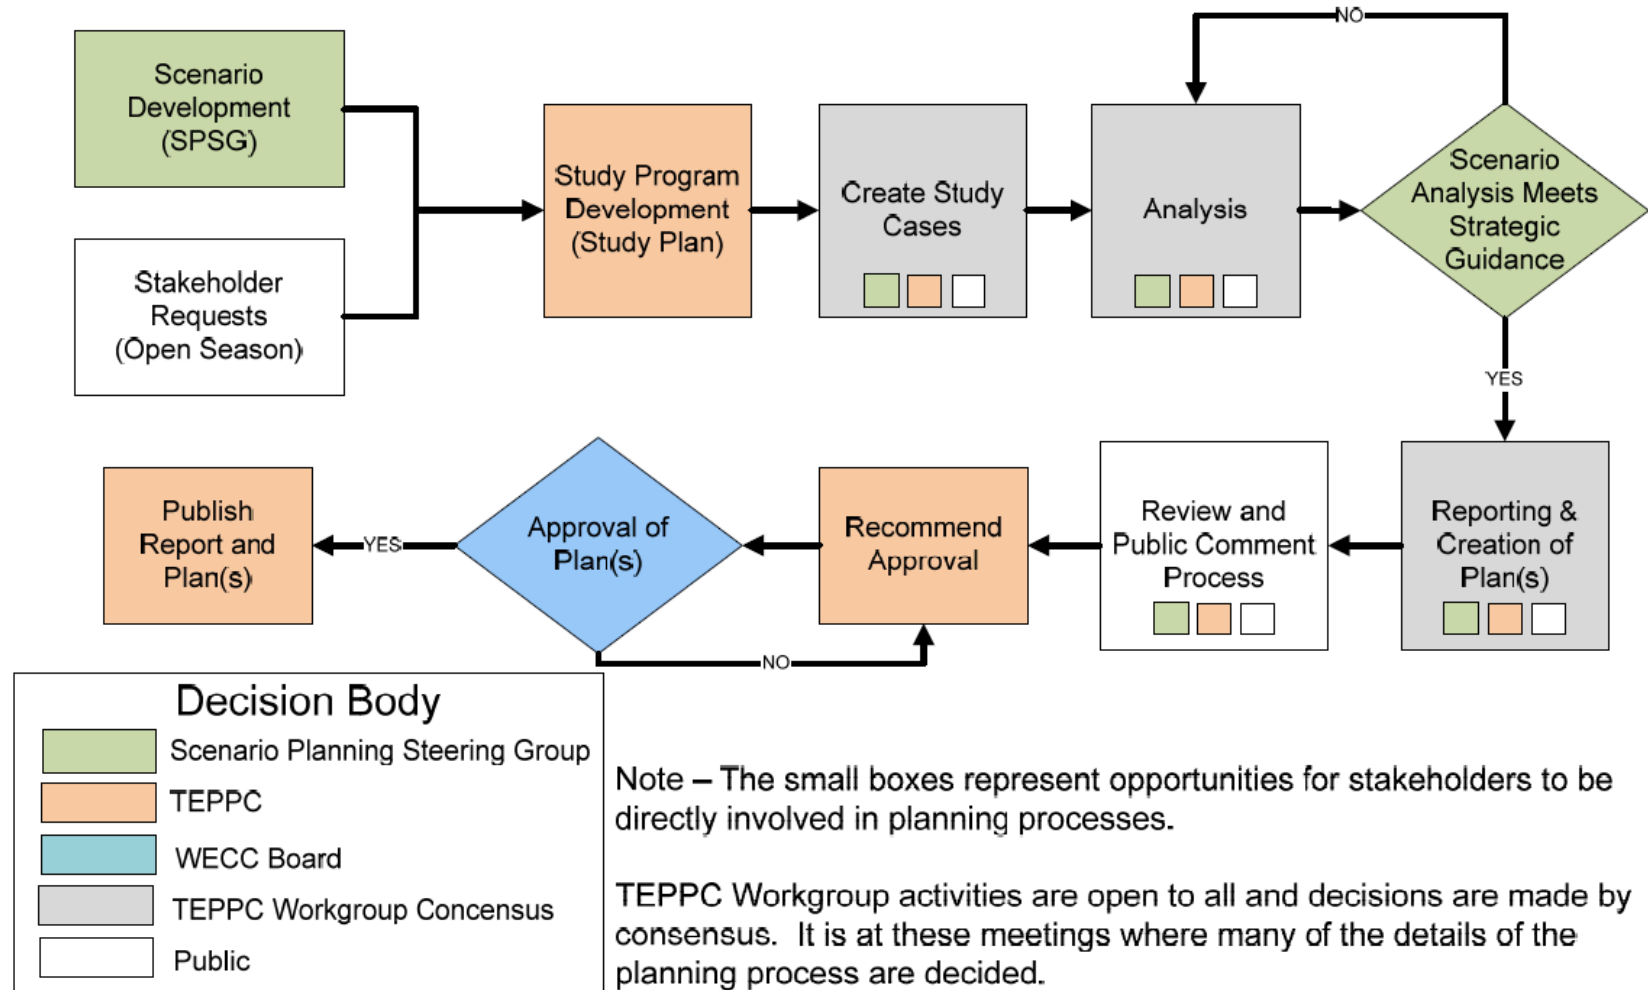 Scenario
Development
(SPSG)
Stakeholder
Requests
(Open Season)
Study Program
Development
(Study Plan)
Create Study
Cases
Analysis
NO
Scenario
Analysis Meets
Strategic
Guidance
YES
Reporting &
Creation of
Plan(s)
Review and
Public Comment
Process
Recommend
Approval
Approval of
Plan(s)
NO
YES
Publish
Report and
Plan(s)
Decision Body
Scenario Planning Steering Group
TEPPC
WECC Board
TEPPC Workgroup Concensus
Public
Note – The small boxes represent opportunities for stakeholders to be
directly involved in planning processes.
TEPPC Workgroup activities are open to all and decisions are made by
consensus.  It is at these meetings where many of the details of the
planning process are decided.